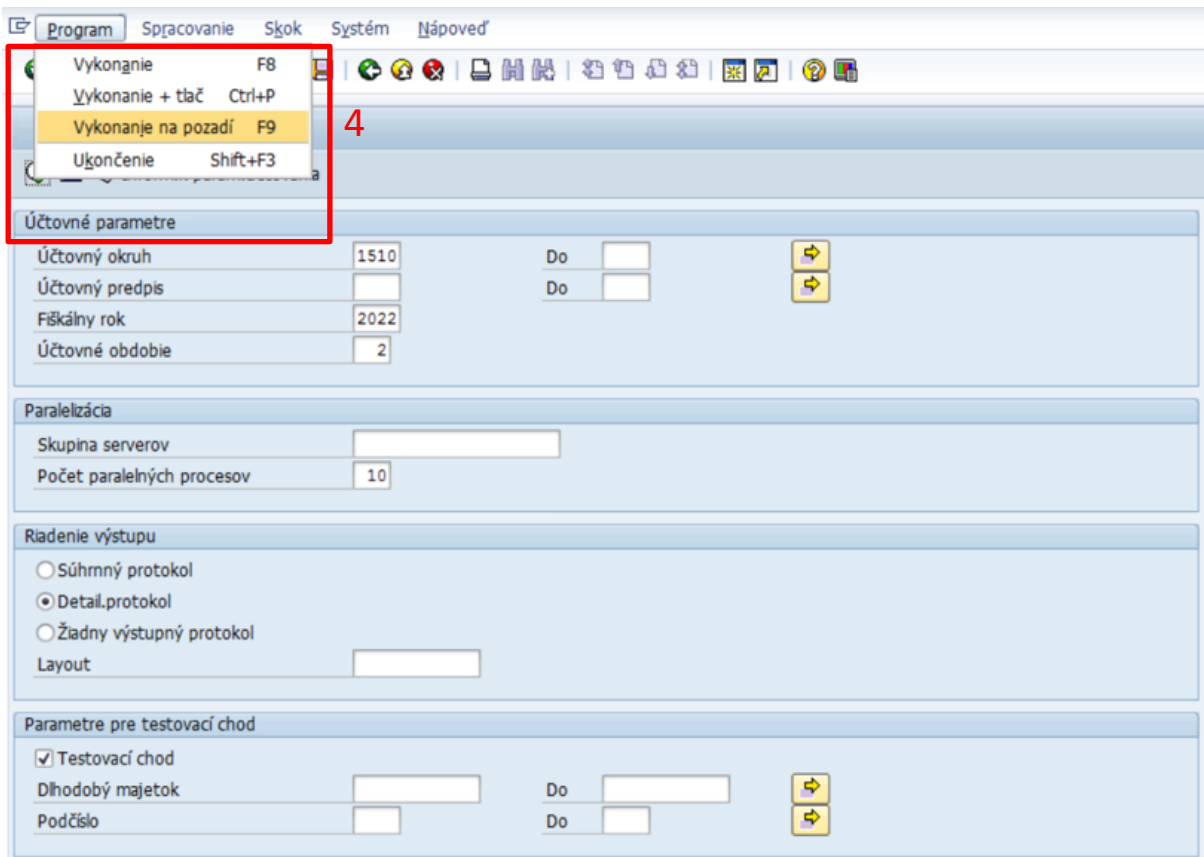 Program Spracovanie Skok Systém Nápoveď
Vykonanie F8
Vykonanie + tlač Ctrl+P
Vykonanie na pozadí F9
4
Ukončenie Shift+F3
Účtovné parametre
Účtovný okruh 1510 Do
Účtovný predpis Do
Fiškálny rok 2022
Účtovné obdobie 2
Paralelizácia
Skupina serverov
Počet paralelných procesov 10
Riadenie výstupu
Súhrnný protokol
Detail.protokol
Žiadny výstupný protokol
Layout
Parametre pre testovací chod
Testovací chod
Dlhodobý majetok Do
Podčíslo Do